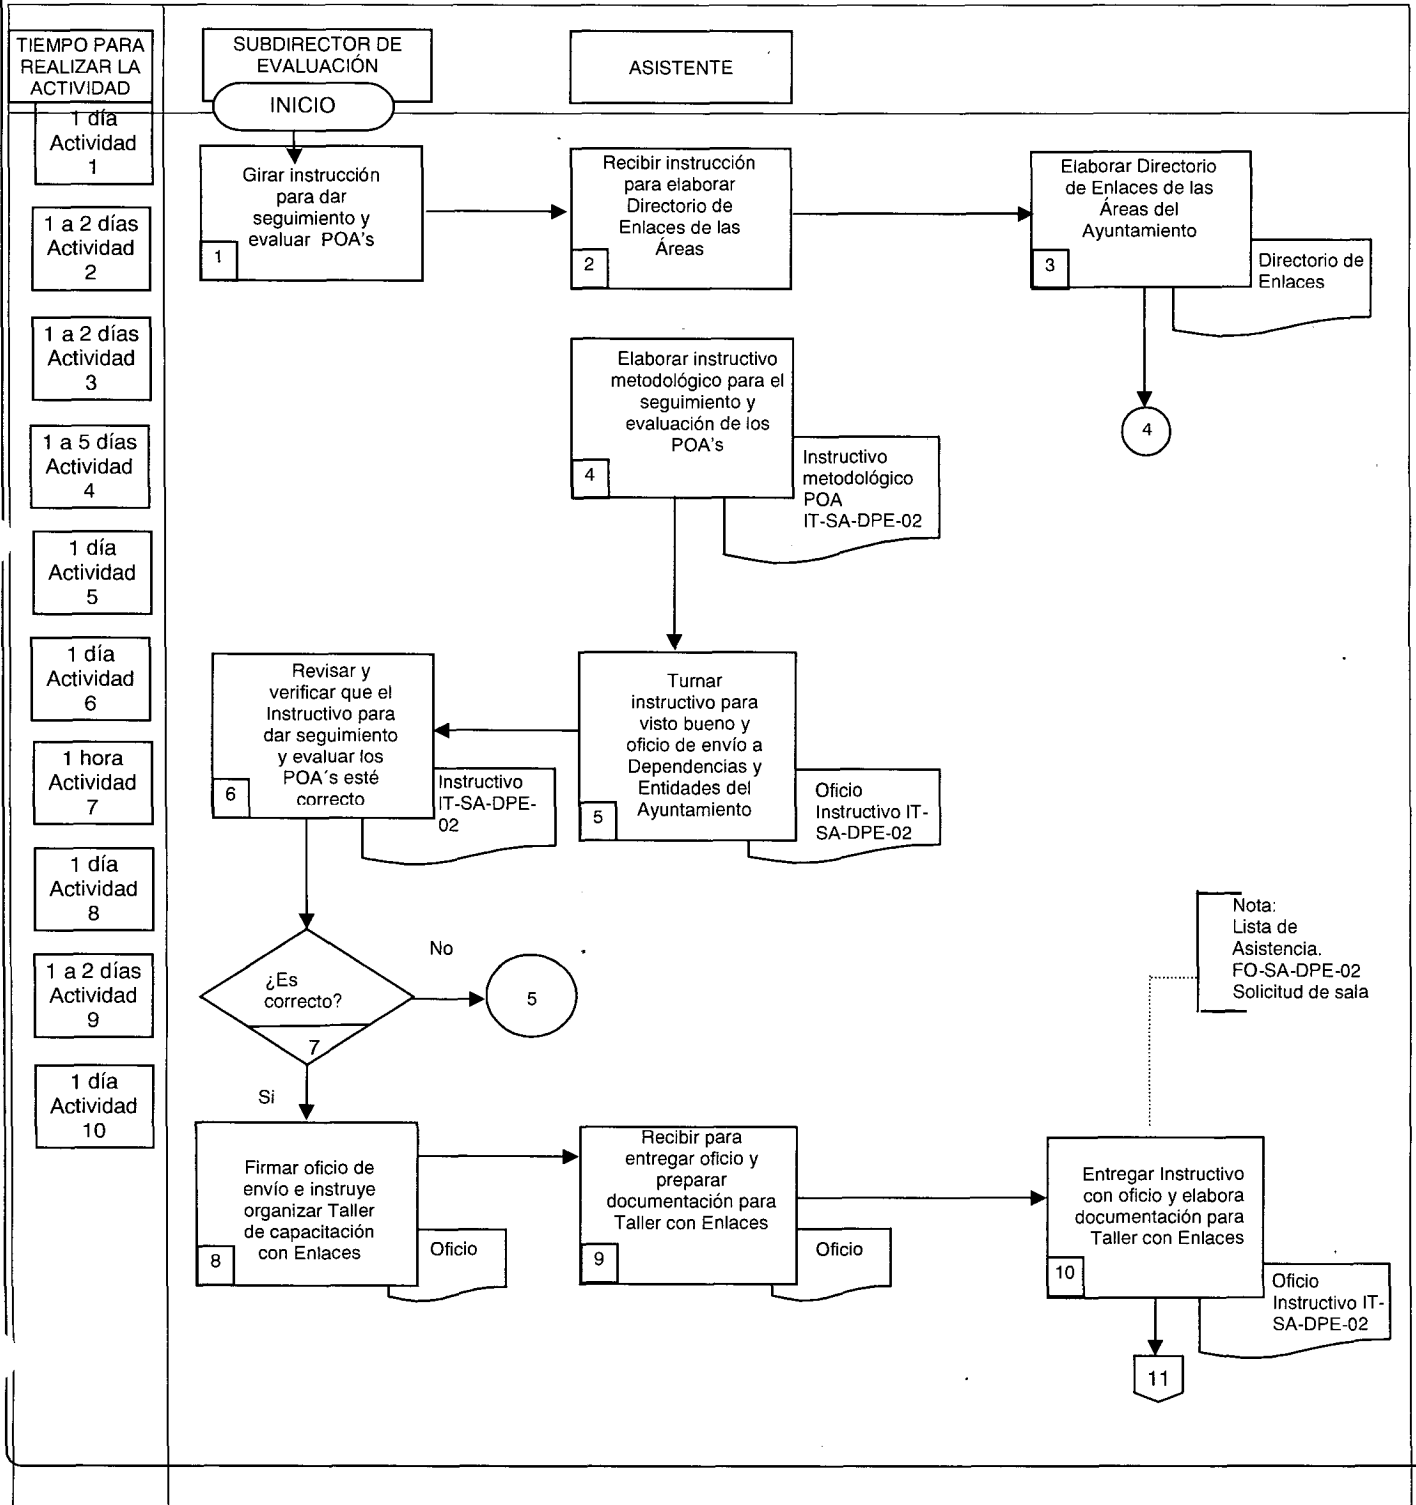 TIEMPO PARA
REALIZAR LA
ACTIVIDAD
SUBDIRECTOR DE
EVALUACIÓN
ASISTENTE
INICIO
1 día
Actividad
1
1 a 2 días
Actividad
2
1 a 2 días
Actividad
3
1 a 5 días
Actividad
4
1 día
Actividad
5
1 día
Actividad
6
1 hora
Actividad
7
1 día
Actividad
8
1 a 2 días
Actividad
9
1 día
Actividad
10
Girar instrucción
para dar
seguimiento y
evaluar POA's
1
Recibir instrucción
para elaborar
Directorio de
Enlaces de las
Áreas
2
Elaborar Directorio
de Enlaces de las
Áreas del
Ayuntamiento
3
Directorio de
Enlaces
4
Elaborar instructivo
metodológico para el
seguimiento y
evaluación de los
POA's
4
Instructivo
metodológico
POA
IT-SA-DPE-02
Turnar
instructivo para
visto bueno y
oficio de envío a
Dependencias y
Entidades del
Ayuntamiento
5
Oficio
Instructivo IT-
SA-DPE-02
Revisar y
verificar que el
Instructivo para
dar seguimiento
y evaluar los
POA´s esté
correcto
6
Instructivo
IT-SA-DPE-
02
¿Es
correcto?
7
No
5
Si
Firmar oficio de
envío e instruye
organizar Taller
de capacitación
con Enlaces
8
Oficio
Recibir para
entregar oficio y
preparar
documentación para
Taller con Enlaces
9
Oficio
Nota:
Lista de
Asistencia.
FO-SA-DPE-02
Solicitud de sala
Entregar Instructivo
con oficio y elabora
documentación para
Taller con Enlaces
10
Oficio
Instructivo IT-
SA-DPE-02
11